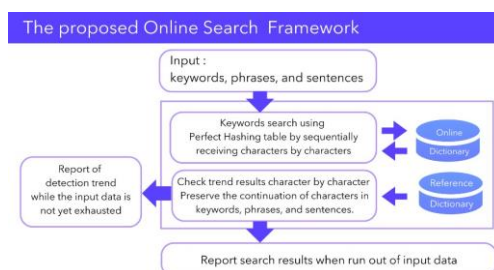 The proposed Online Search Framework
Input :
keywords, phrases, and sentences
Keywords search using
Perfect Hashing table by sequentially
receiving characters by characters
Online
Dictionary
Report of
detection trend
while the input data is
not yet exhausted
Check trend results character by character
Preserve the continuation of characters in
keywords, phrases, and sentences.
Reference
Dictionary
Report search results when run out of input data